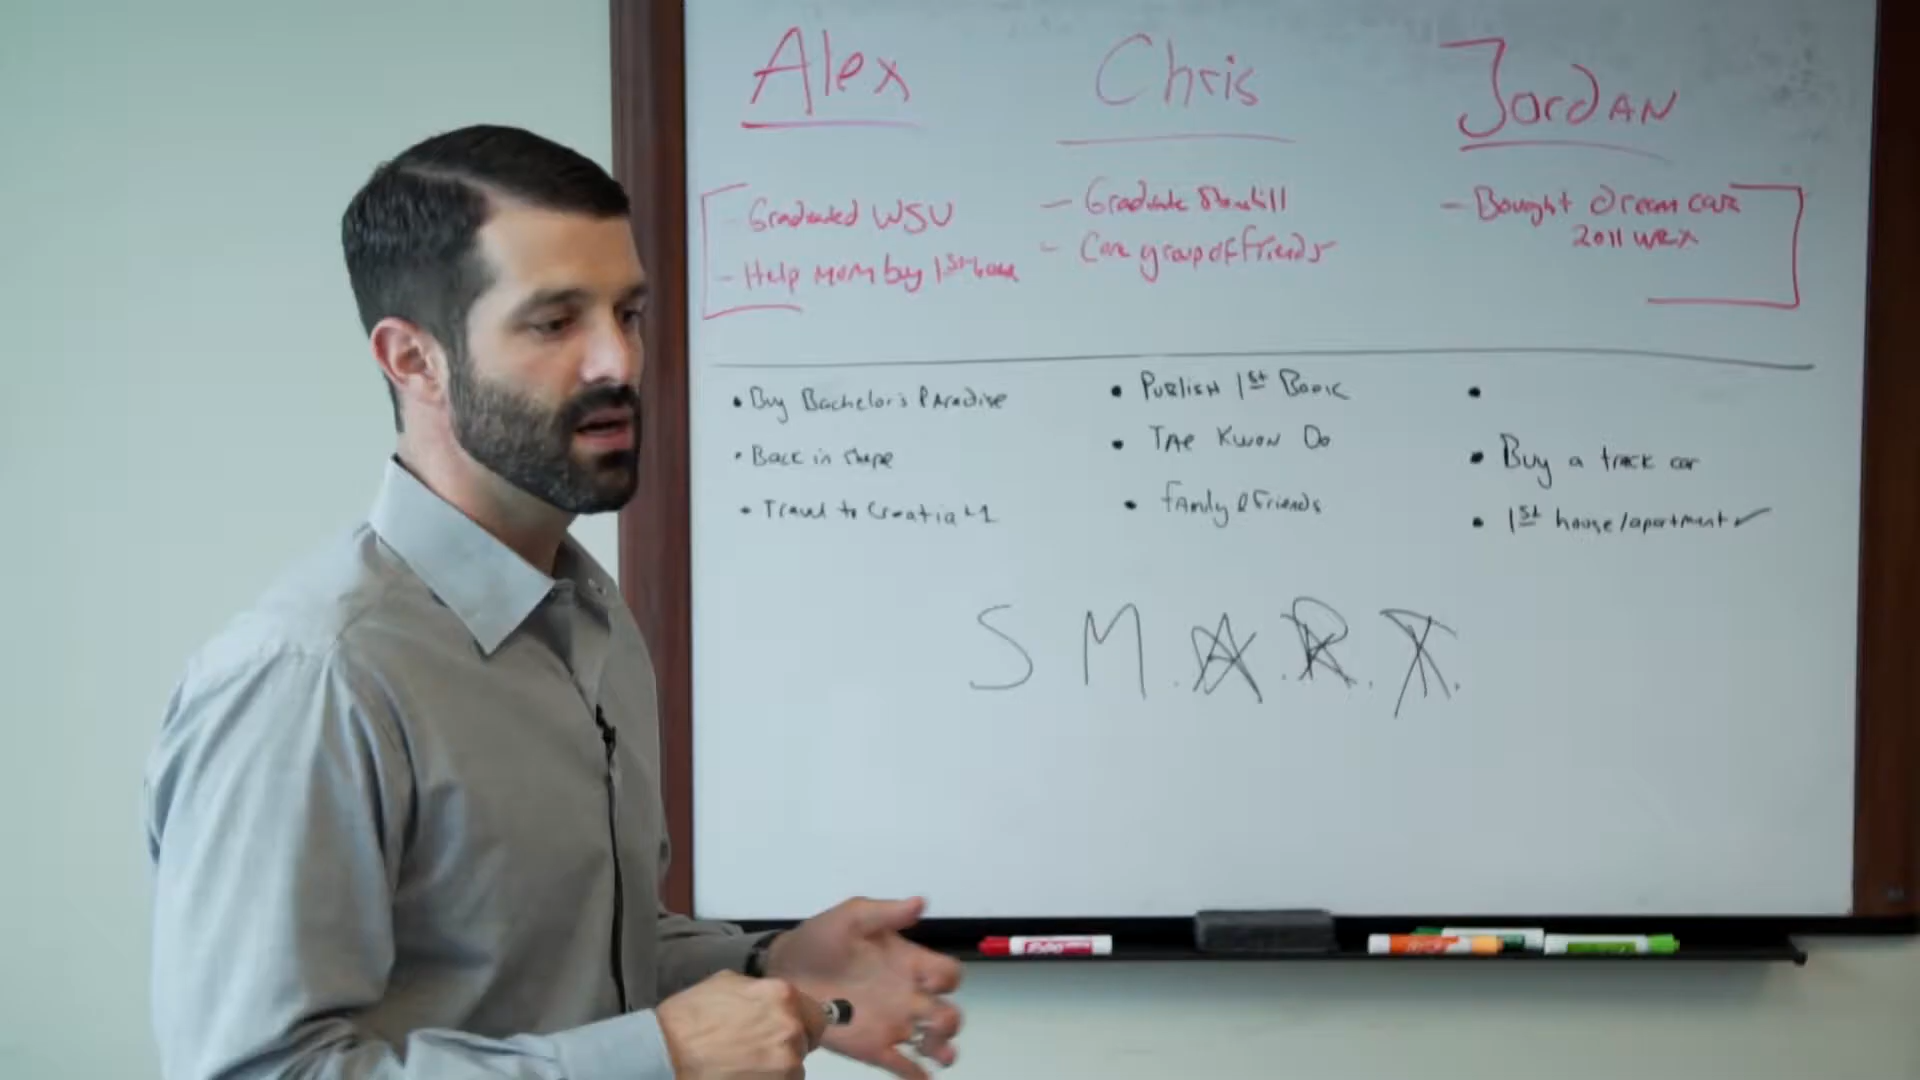 Alex
Chris
Jordan
- Graduated WSU
- Help mom buy 1st
- Graduate
- Core group of friends
- Bought dream car
2011 WRX
• Buy Bachelor's Paradise
• Back in shape
• Travel to Croatia
• Publish 1st Book
• Tae Kwon Do
• Family & Friends
•
• Buy a track car
• 1st house/apartment ✓
S M. A. R. T.
EXPO